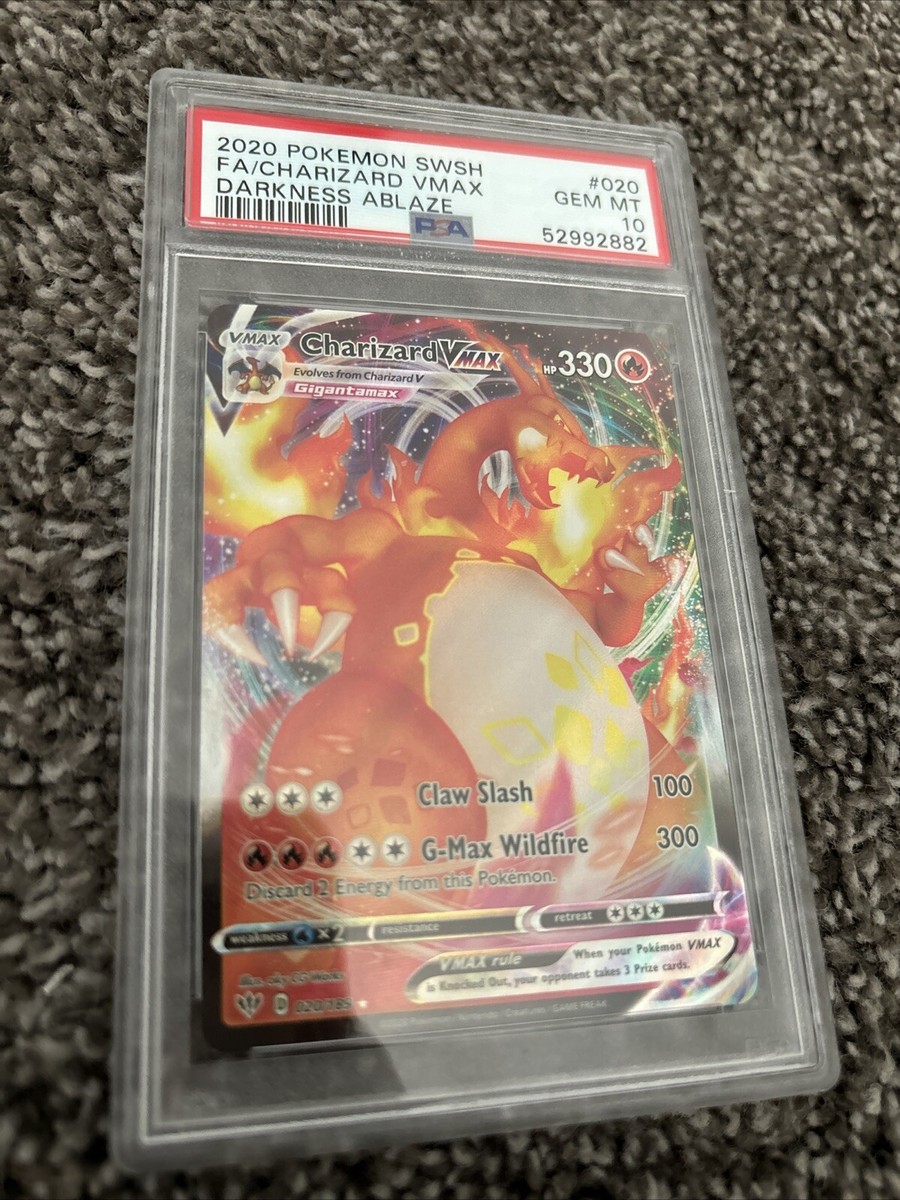 2020 POKEMON SWSH
#020
FA/CHARIZARD VMAX
GEM MT
DARKNESS ABLAZE
10
PSA
52992882
VMAX
Charizard VMAX
HP 330
Evolves from Charizard V
Gigantamax
Claw Slash 100
G-Max Wildfire 300
Discard 2 Energy from this Pokémon.
weakness ×2 resistance retreat
VMAX rule When your Pokémon VMAX
is Knocked Out, your opponent takes 3 Prize cards.
D 020/189